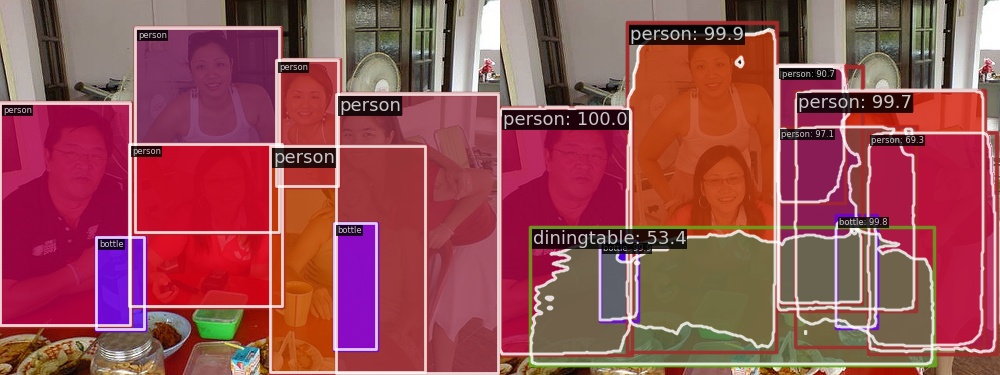 person
person
person
person
person
person
bottle
bottle
person: 99.9
person: 90.7
person: 99.7
person: 100.0
person: 97.1
person: 69.3
bottle: 99.8
diningtable: 53.4